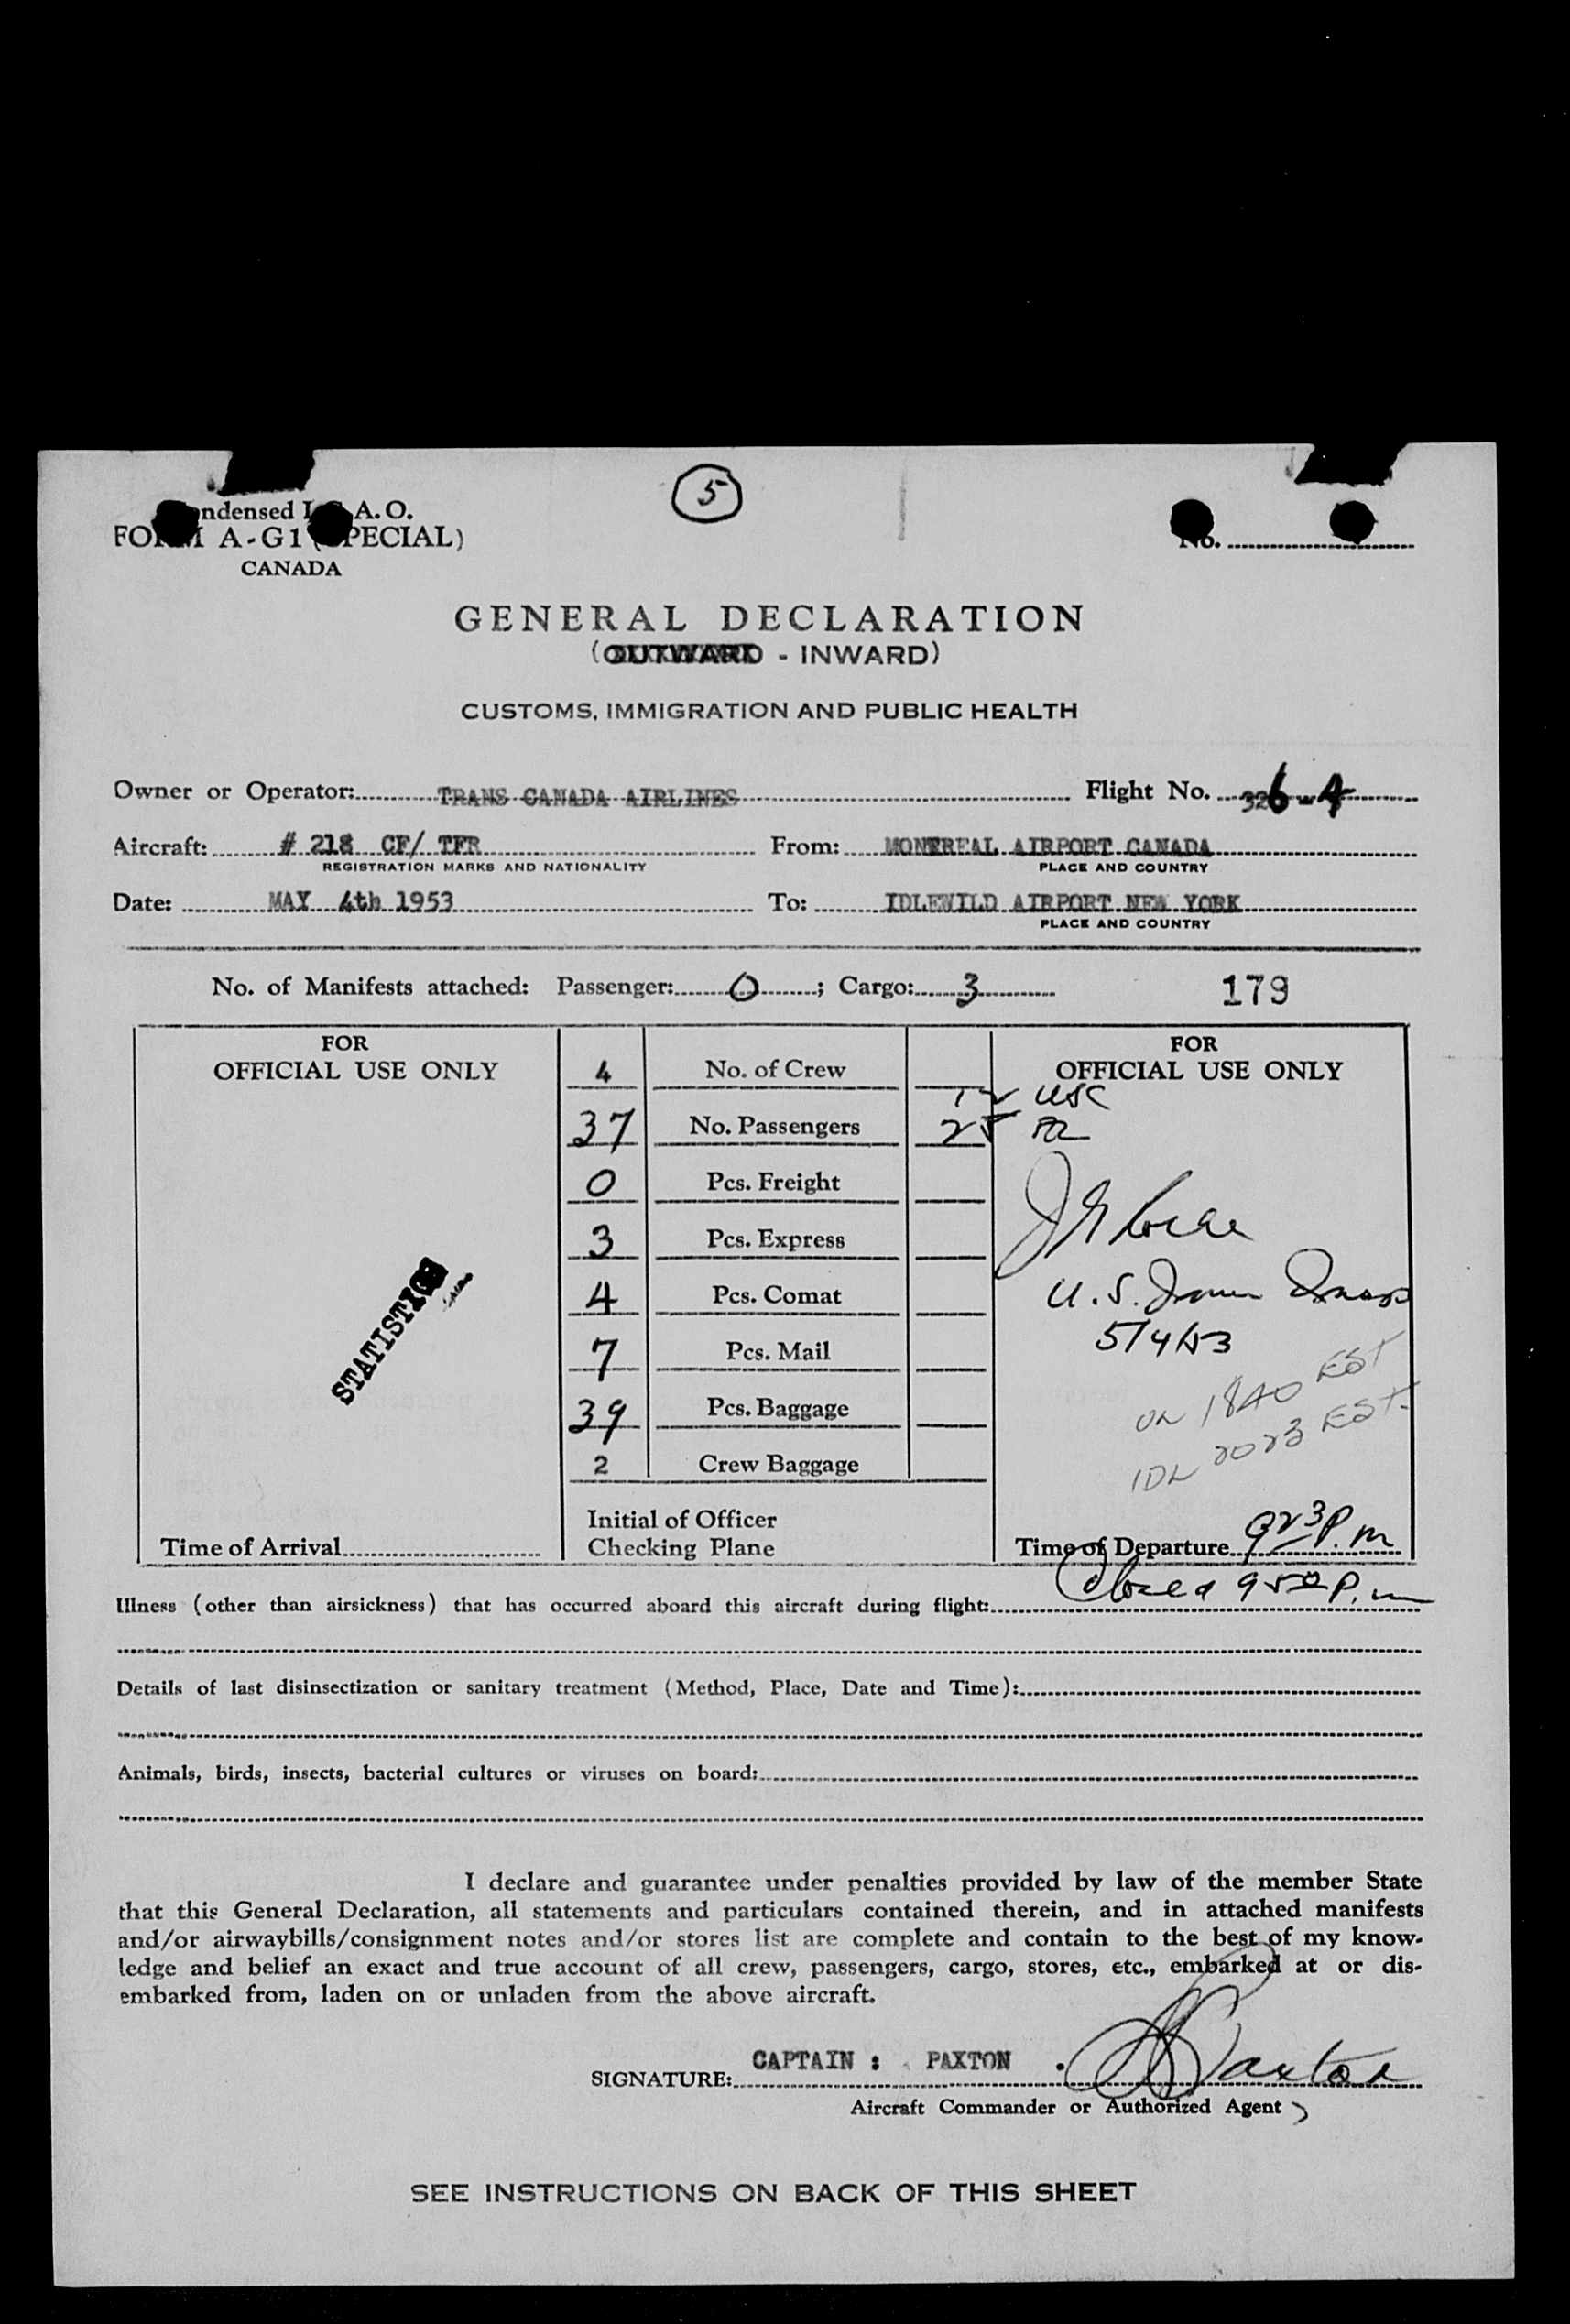 ndensed I A.O.
5
FO M A-G1 ( PECIAL)
No.
CANADA
GENERAL DECLARATION
(OUTWARD - INWARD)
CUSTOMS, IMMIGRATION AND PUBLIC HEALTH
Owner or Operator: TRANS CANADA AIRLINES Flight No. 326-4
Aircraft: # 218 CF/ TFR From: MONTREAL AIRPORT CANADA
REGISTRATION MARKS AND NATIONALITY PLACE AND COUNTRY
Date: MAY 4th 1953 To: IDLEWILD AIRPORT NEW YORK
PLACE AND COUNTRY
No. of Manifests attached: Passenger: 0; Cargo: 3 179
FOR
OFFICIAL USE ONLY
STATISTICS
Time of Arrival
4 No. of Crew
37 No. Passengers
0 Pcs. Freight
3 Pcs. Express
4 Pcs. Comat
7 Pcs. Mail
39 Pcs. Baggage
2 Crew Baggage
Initial of Officer
Checking Plane
FOR
OFFICIAL USE ONLY
12 USC
25
U.S.
5/4/53
1840 EST
IDL 2023 EST
Time of Departure 923 P.m
Closed 950 P.m
Illness (other than airsickness) that has occurred aboard this aircraft during flight:
Details of last disinsectization or sanitary treatment (Method, Place, Date and Time):
Animals, birds, insects, bacterial cultures or viruses on board:
I declare and guarantee under penalties provided by law of the member State
that this General Declaration, all statements and particulars contained therein, and in attached manifests
and/or airwaybills/consignment notes and/or stores list are complete and contain to the best of my know-
ledge and belief an exact and true account of all crew, passengers, cargo, stores, etc., embarked at or dis-
embarked from, laden on or unladen from the above aircraft.
CAPTAIN : PAXTON . Paxton
SIGNATURE:
Aircraft Commander or Authorized Agent
SEE INSTRUCTIONS ON BACK OF THIS SHEET